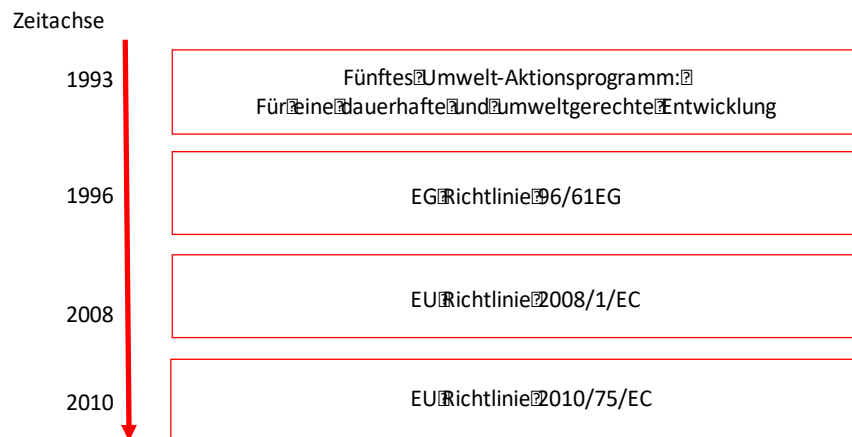 Zeitachse
1993
Fünftes Umwelt-Aktionsprogramm:
Für eine dauerhafte und umweltgerechte Entwicklung
1996
EG Richtlinie 96/61EG
2008
EU Richtlinie 2008/1/EC
2010
EU Richtlinie 2010/75/EC